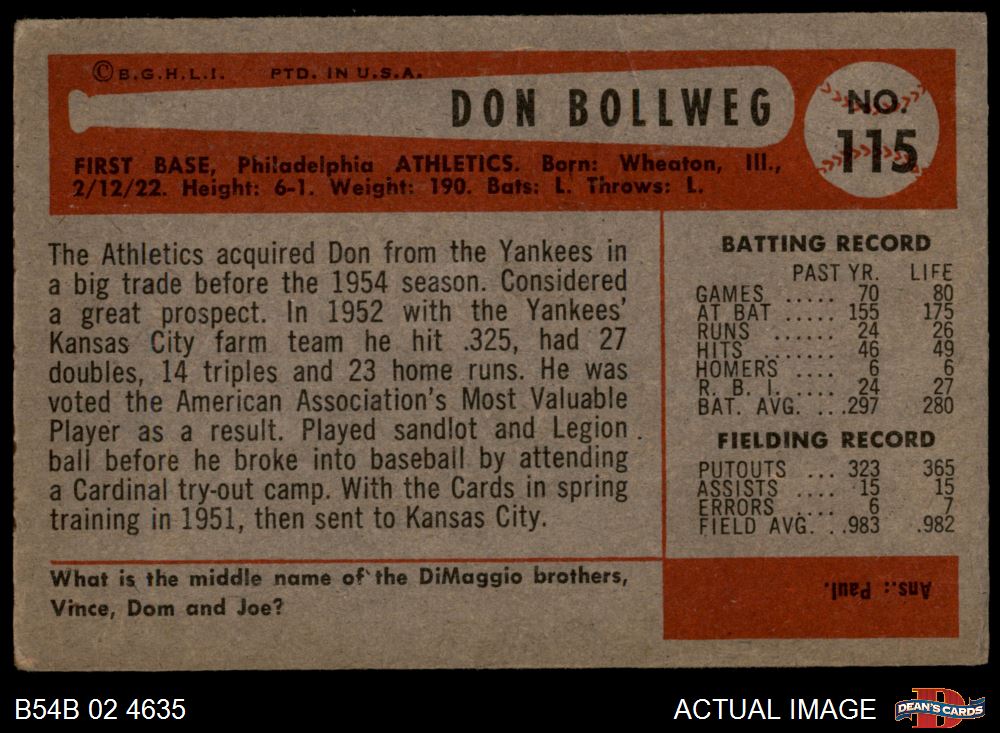 © B.G.H.L.I. PTD. IN U.S.A.
DON BOLLWEG
NO.
115
FIRST BASE, Philadelphia ATHLETICS. Born: Wheaton, Ill.,
2/12/22. Height: 6-1. Weight: 190. Bats: L. Throws: L.
The Athletics acquired Don from the Yankees in
a big trade before the 1954 season. Considered
a great prospect. In 1952 with the Yankees'
Kansas City farm team he hit .325, had 27
doubles, 14 triples and 23 home runs. He was
voted the American Association's Most Valuable
Player as a result. Played sandlot and Legion
ball before he broke into baseball by attending
a Cardinal try-out camp. With the Cards in spring
training in 1951, then sent to Kansas City.
BATTING RECORD
PAST YR. LIFE
GAMES ..... 70 80
AT BAT ..... 155 175
RUNS ...... 24 26
HITS ....... 46 49
HOMERS .... 6 6
R. B. I. .... 24 27
BAT. AVG. ...297 280
FIELDING RECORD
PUTOUTS ... 323 365
ASSISTS .... 15 15
ERRORS .... 6 7
FIELD AVG. .983 .982
What is the middle name of the DiMaggio brothers,
Vince, Dom and Joe?
Ans.: Paul.
B54B 02 4635
ACTUAL IMAGE
D
DEAN'S CARDS